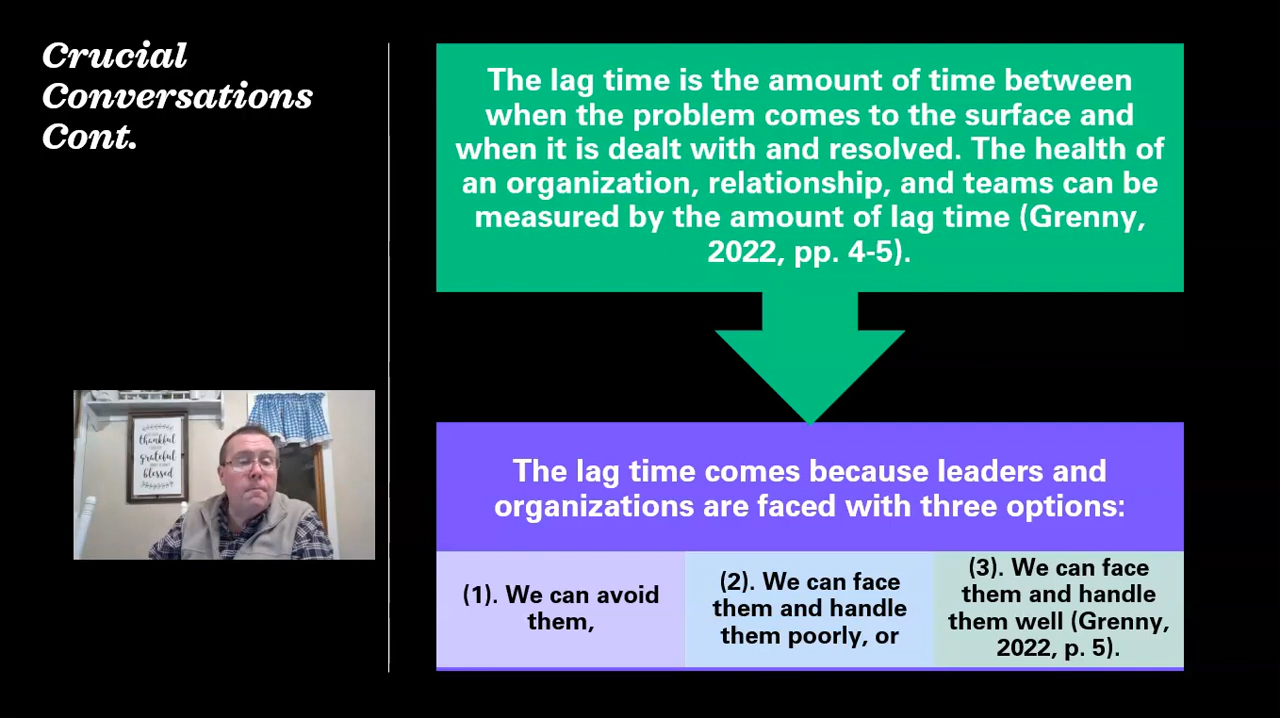 Crucial
Conversations
Cont.
The lag time is the amount of time between
when the problem comes to the surface and
when it is dealt with and resolved. The health of
an organization, relationship, and teams can be
measured by the amount of lag time (Grenny,
2022, pp. 4-5).
thankful
grateful
blessed
The lag time comes because leaders and
organizations are faced with three options:
(1). We can avoid
them,
(2). We can face
them and handle
them poorly, or
(3). We can face
them and handle
them well (Grenny,
2022, p. 5).